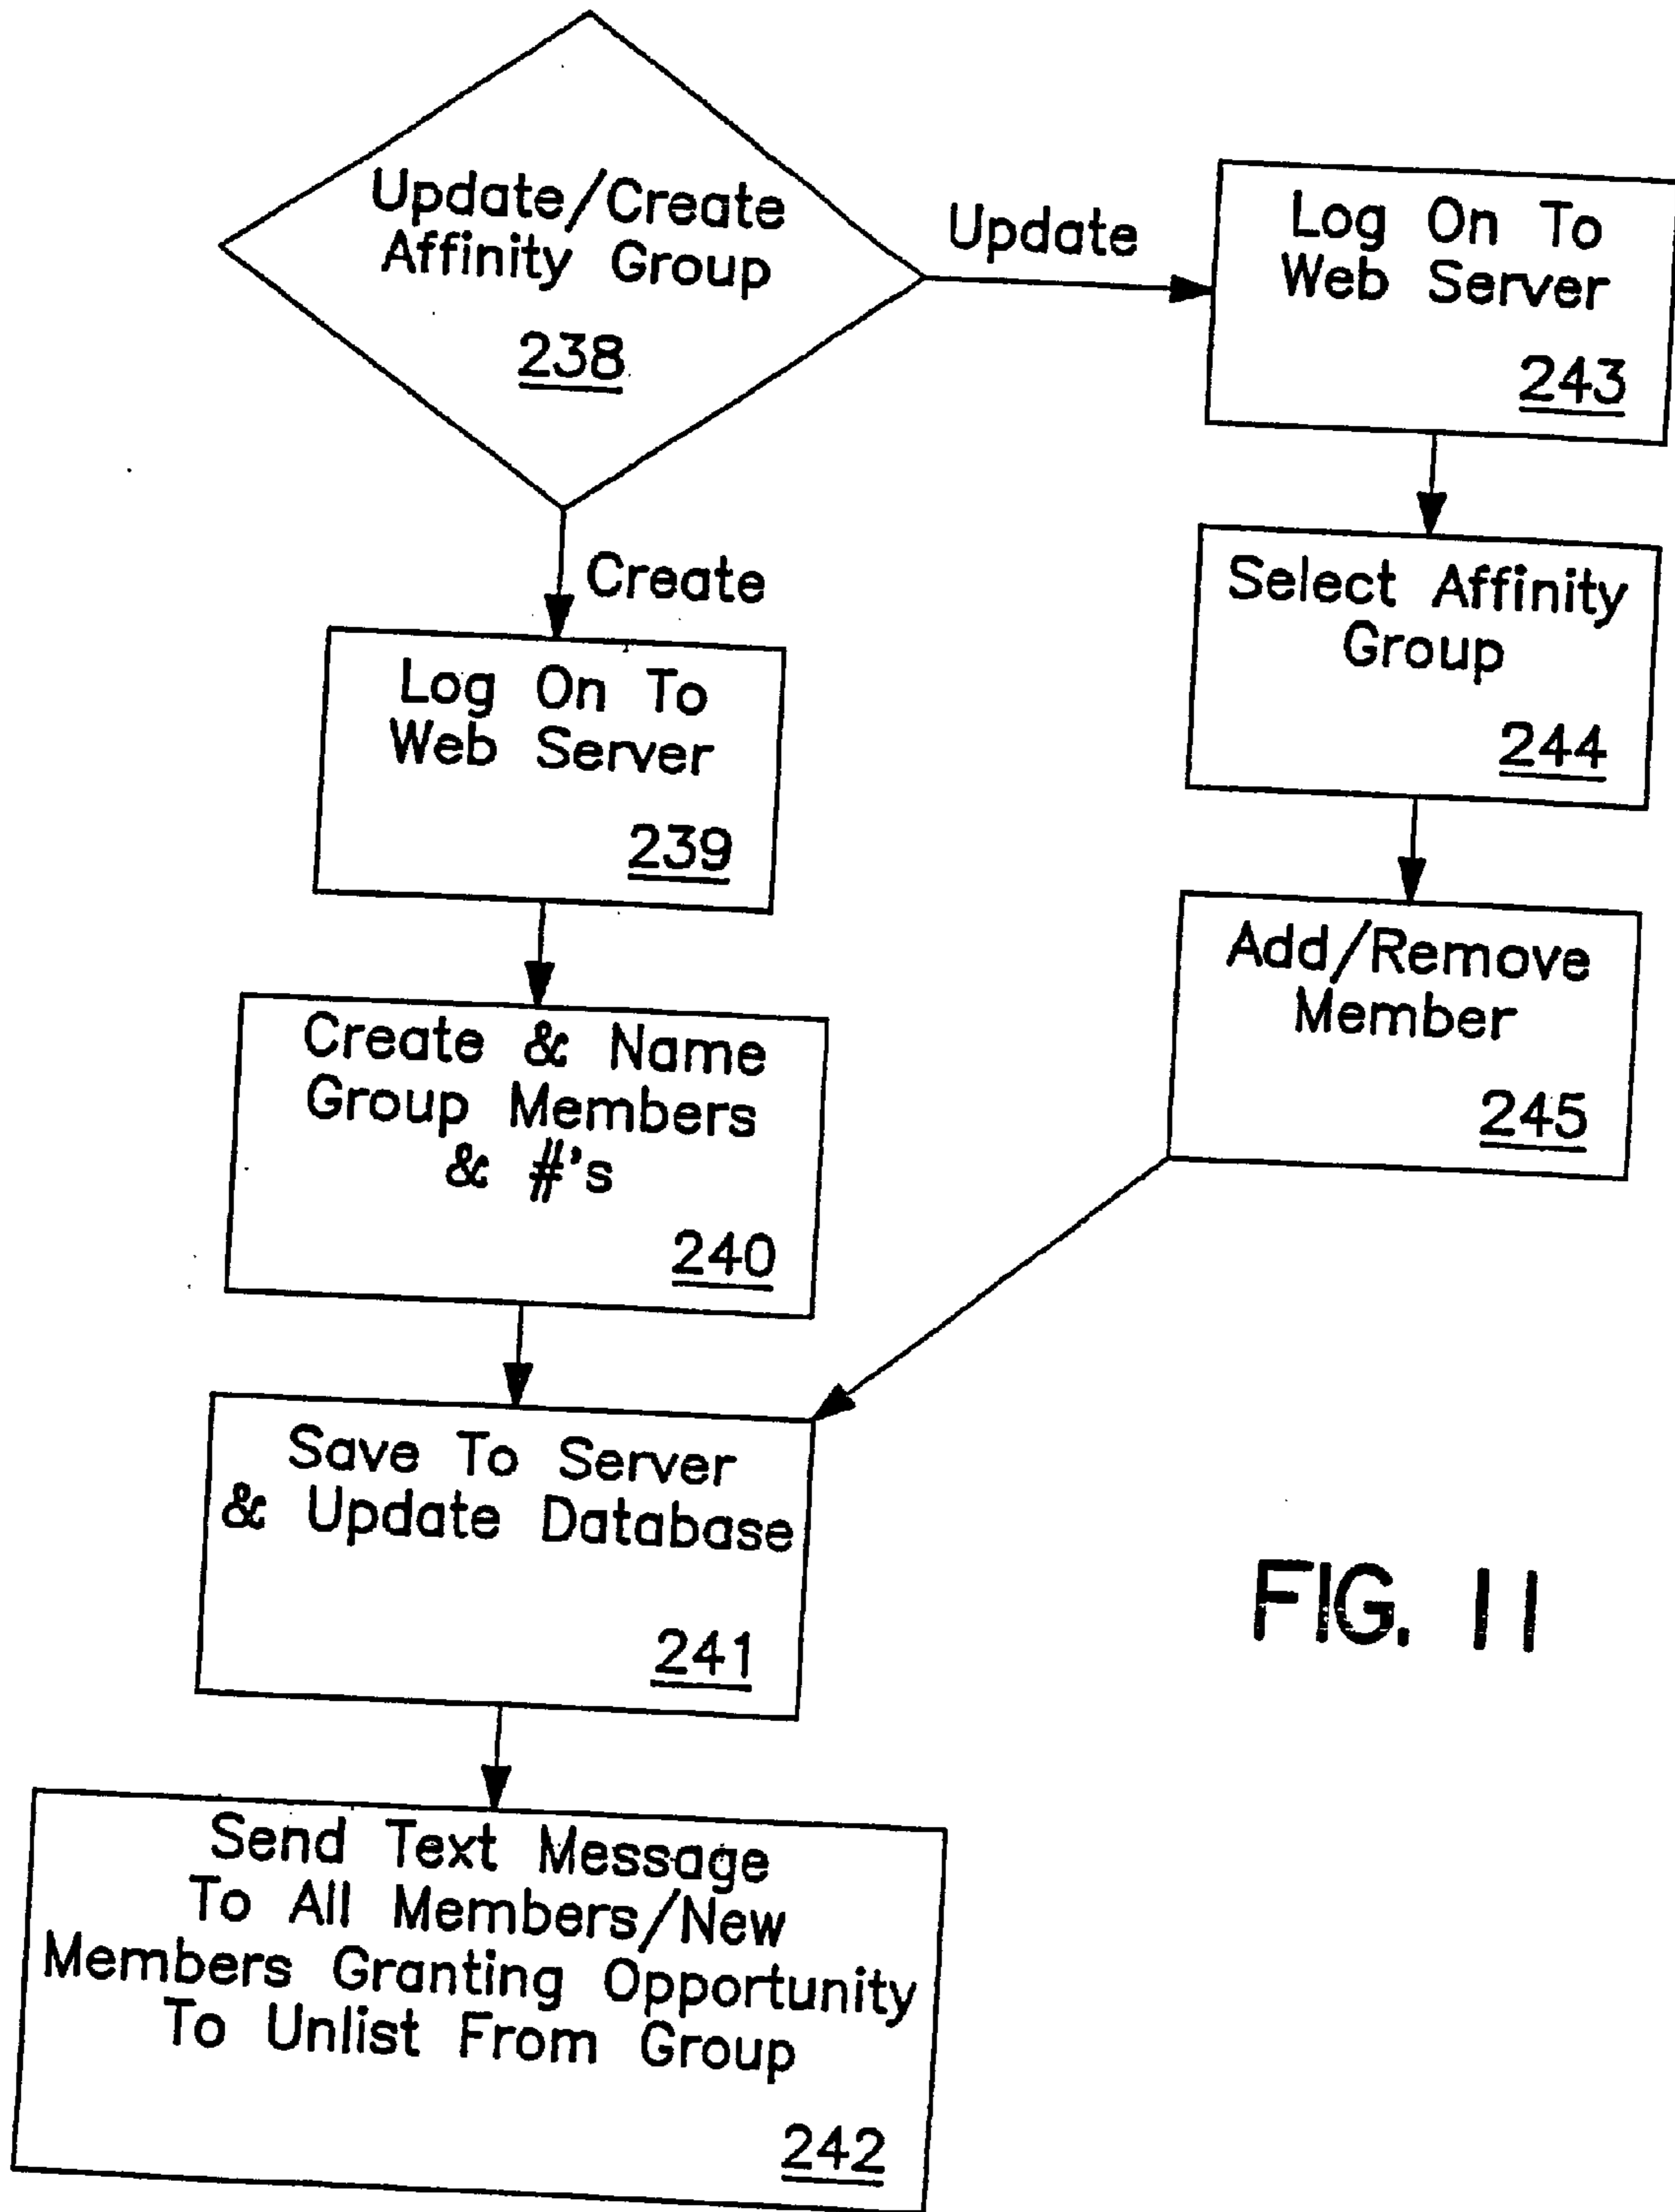 Update/Create
Affinity Group
238
Update
Log On To
Web Server
243
Create
Select Affinity
Group
244
Log On To
Web Server
239
Add/Remove
Member
245
Create & Name
Group Members
& #'s
240
Save To Server
& Update Database
241
FIG. 11
Send Text Message
To All Members/New
Members Granting Opportunity
To Unlist From Group
242